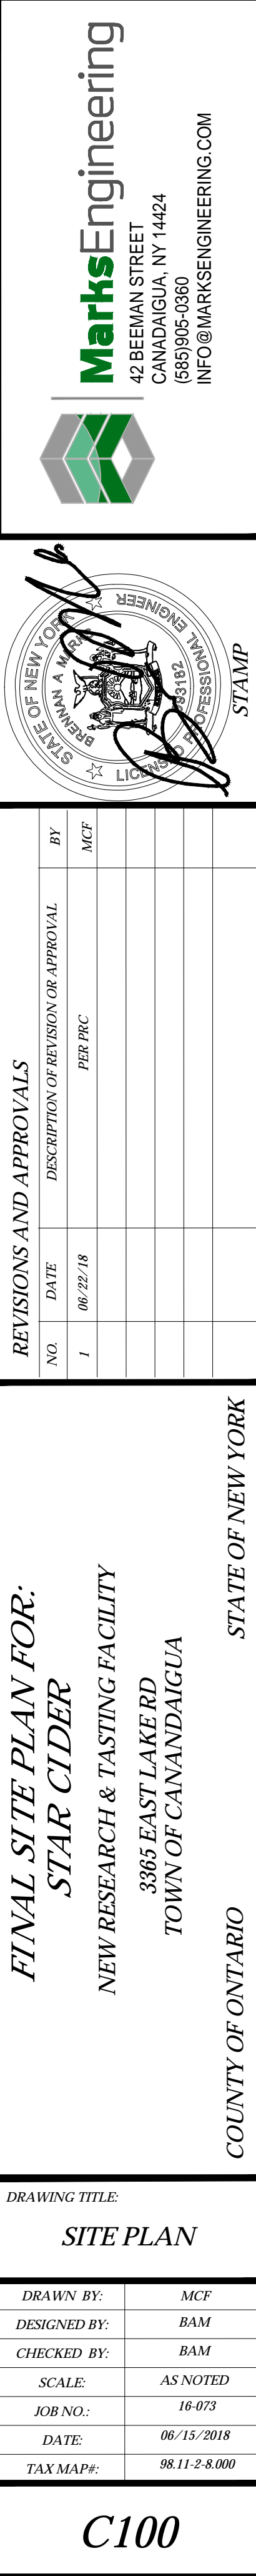 MarksEngineering
42 BEEMAN STREET
CANADAIGUA, NY 14424
(585)905-0360
INFO@MARKSENGINEERING.COM
STATE OF NEW YORK
BRENNAN A MARKS
LICENSED PROFESSIONAL ENGINEER
093182
STAMP
REVISIONS AND APPROVALS
NO. DATE DESCRIPTION OF REVISION OR APPROVAL BY
1 06/22/18 PER PRC MCF
FINAL SITE PLAN FOR:
STAR CIDER
NEW RESEARCH & TASTING FACILITY
3365 EAST LAKE RD
TOWN OF CANANDAIGUA
COUNTY OF ONTARIO STATE OF NEW YORK
DRAWING TITLE:
SITE PLAN
DRAWN BY: MCF
DESIGNED BY: BAM
CHECKED BY: BAM
SCALE: AS NOTED
JOB NO.: 16-073
DATE: 06/15/2018
TAX MAP#: 98.11-2-8.000
C100